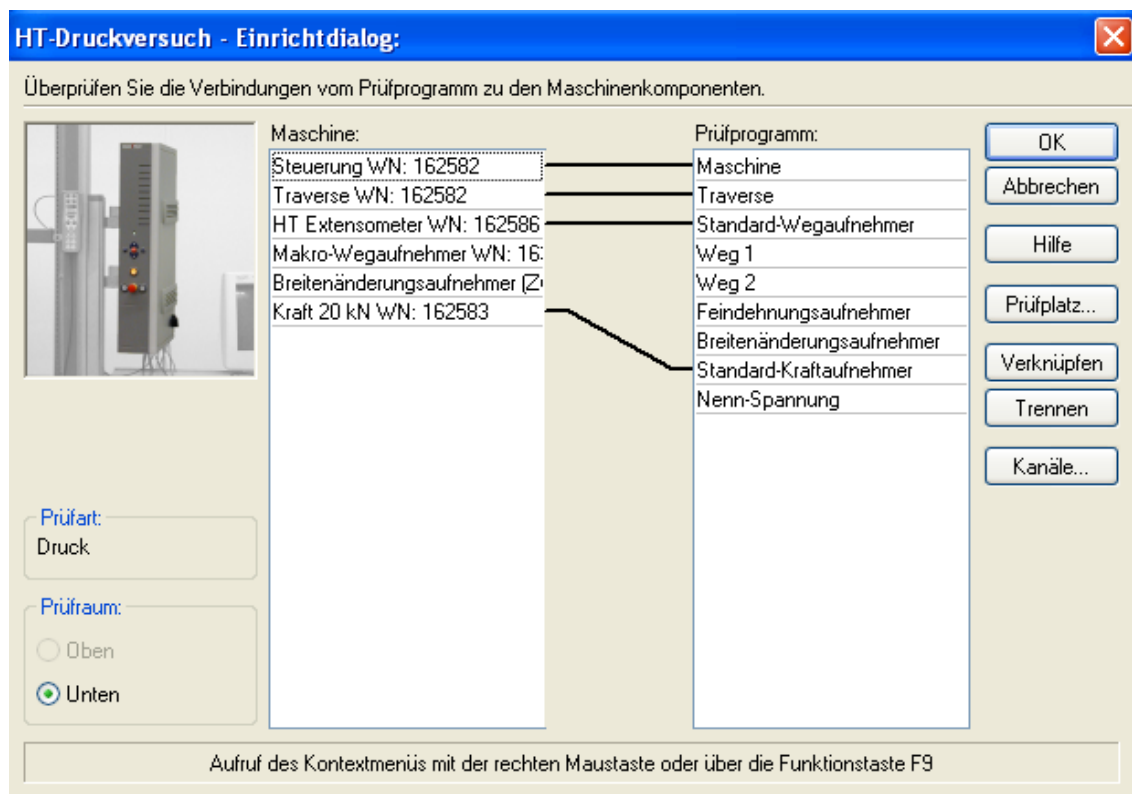 HT-Druckversuch - Einrichtdialog:
Überprüfen Sie die Verbindungen vom Prüfprogramm zu den Maschinenkomponenten.
Maschine:
Steuerung WN: 162582
Traverse WN: 162582
HT Extensometer WN: 162586
Makro-Wegaufnehmer WN: 16
Breitenänderungsaufnehmer (Z
Kraft 20 kN WN: 162583
Prüfprogramm:
Maschine
Traverse
Standard-Wegaufnehmer
Weg 1
Weg 2
Feindehnungsaufnehmer
Breitenänderungsaufnehmer
Standard-Kraftaufnehmer
Nenn-Spannung
OK
Abbrechen
Hilfe
Prüfplatz...
Verknüpfen
Trennen
Kanäle...
Prüfart:
Druck
Prüfraum:
Oben
Unten
Aufruf des Kontextmenüs mit der rechten Maustaste oder über die Funktionstaste F9